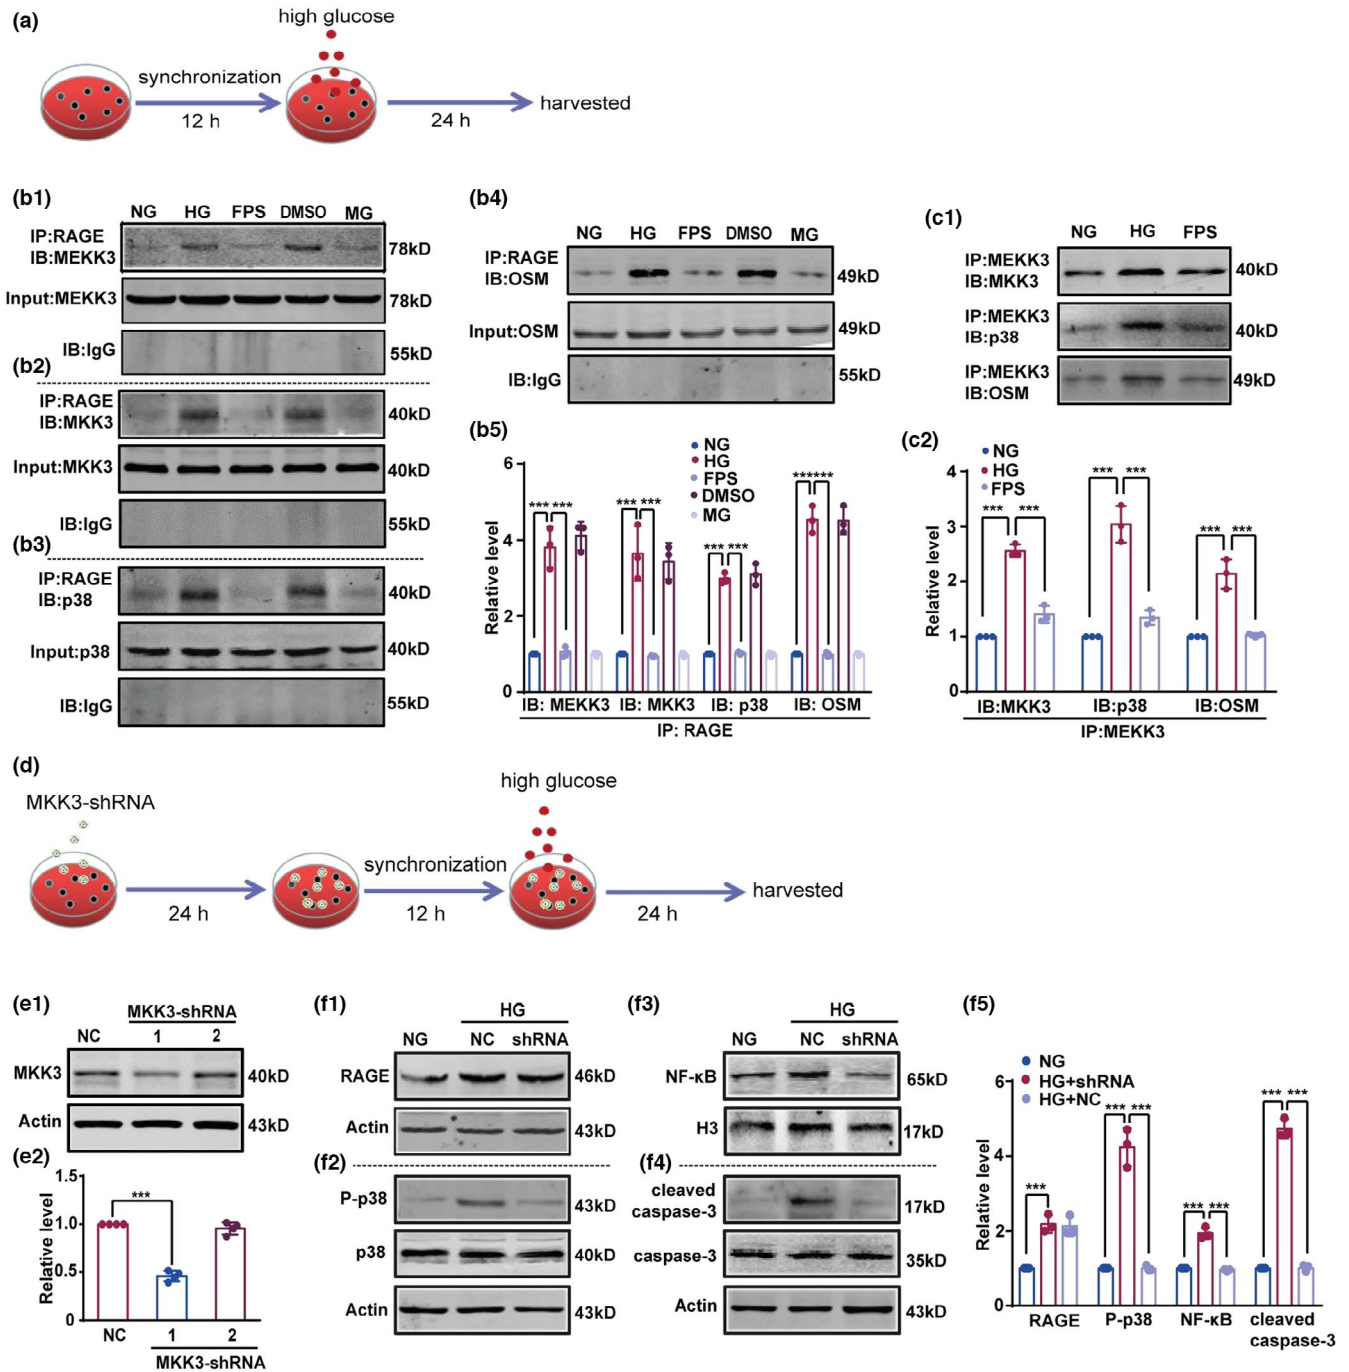 (a)
high glucose
synchronization
12 h
24 h
harvested
(b1)
NG HG FPS DMSO MG
IP:RAGE
IB:MEKK3
78kD
Input:MEKK3
78kD
IB:IgG
55kD
(b2)
IP:RAGE
IB:MKK3
40kD
Input:MKK3
40kD
IB:IgG
55kD
(b3)
IP:RAGE
IB:p38
40kD
Input:p38
40kD
IB:IgG
55kD
(b4)
NG HG FPS DMSO MG
IP:RAGE
IB:OSM
49kD
Input:OSM
49kD
IB:IgG
55kD
(b5)
NG
HG
FPS
DMSO
MG
Relative level
6
4
2
0
*** ***
*** ***
*** ***
******
IB: MEKK3 IB: MKK3 IB: p38 IB: OSM
IP: RAGE
(c1)
NG HG FPS
IP:MEKK3
IB:MKK3
40kD
IP:MEKK3
IB:p38
40kD
IP:MEKK3
IB:OSM
49kD
(c2)
NG
HG
FPS
Relative level
4
3
2
1
0
*** ***
*** ***
*** ***
IB:MKK3 IB:p38 IB:OSM
IP:MEKK3
(d)
MKK3-shRNA
24 h
synchronization
12 h
high glucose
24 h
harvested
(e1)
MKK3-shRNA
NC 1 2
MKK3
40kD
Actin
43kD
(e2)
Relative level
1.5
1.0
0.5
0
***
NC 1 2
MKK3-shRNA
(f1)
HG
NG NC shRNA
RAGE
46kD
Actin
43kD
(f2)
P-p38
43kD
p38
40kD
Actin
43kD
(f3)
HG
NG NC shRNA
NF-κB
65kD
H3
17kD
(f4)
cleaved
caspase-3
17kD
caspase-3
35kD
Actin
43kD
(f5)
NG
HG+shRNA
HG+NC
Relative level
6
4
2
0
***
*** ***
*** ***
*** ***
RAGE P-p38 NF-κB cleaved
caspase-3